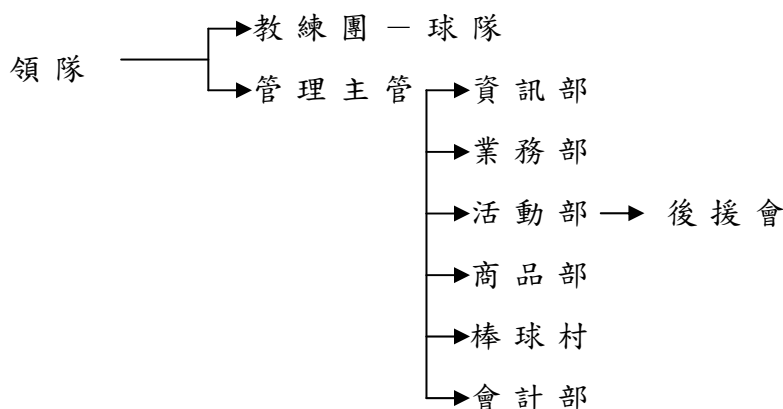 教練團－球隊
領隊
管理主管
資訊部
業務部
活動部
後援會
商品部
棒球村
會計部